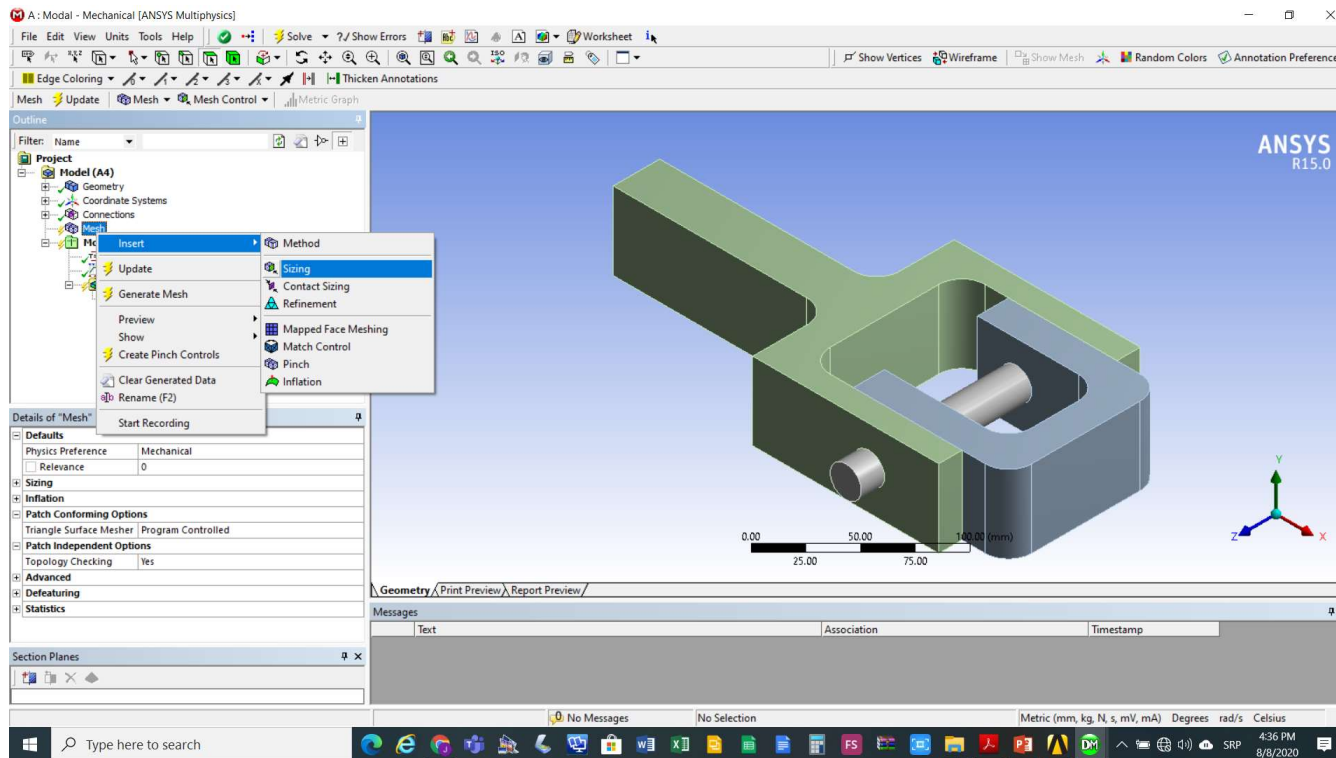 A : Modal - Mechanical [ANSYS Multiphysics]
File Edit View Units Tools Help Solve ?/ Show Errors Worksheet
Show Vertices Wireframe Show Mesh Random Colors Annotation Preference
Edge Coloring Thicken Annotations
Mesh Update Mesh Mesh Control Metric Graph
Outline
Filter: Name
Project
Model (A4)
Geometry
Coordinate Systems
Connections
Mesh
Insert
Update
Generate Mesh
Preview
Show
Create Pinch Controls
Clear Generated Data
Rename (F2)
Start Recording
Method
Sizing
Contact Sizing
Refinement
Mapped Face Meshing
Match Control
Pinch
Inflation
ANSYS
R15.0
Details of "Mesh"
Defaults
Physics Preference Mechanical
Relevance 0
Sizing
Inflation
Patch Conforming Options
Triangle Surface Mesher Program Controlled
Patch Independent Options
Topology Checking Yes
Advanced
Defeaturing
Statistics
0.00 50.00 100.00 (mm)
25.00 75.00
Y
Z
X
Geometry Print Preview Report Preview
Messages
Text Association Timestamp
Section Planes
0 No Messages No Selection Metric (mm, kg, N, s, mV, mA) Degrees rad/s Celsius
Type here to search
SRP
4:36 PM
8/8/2020